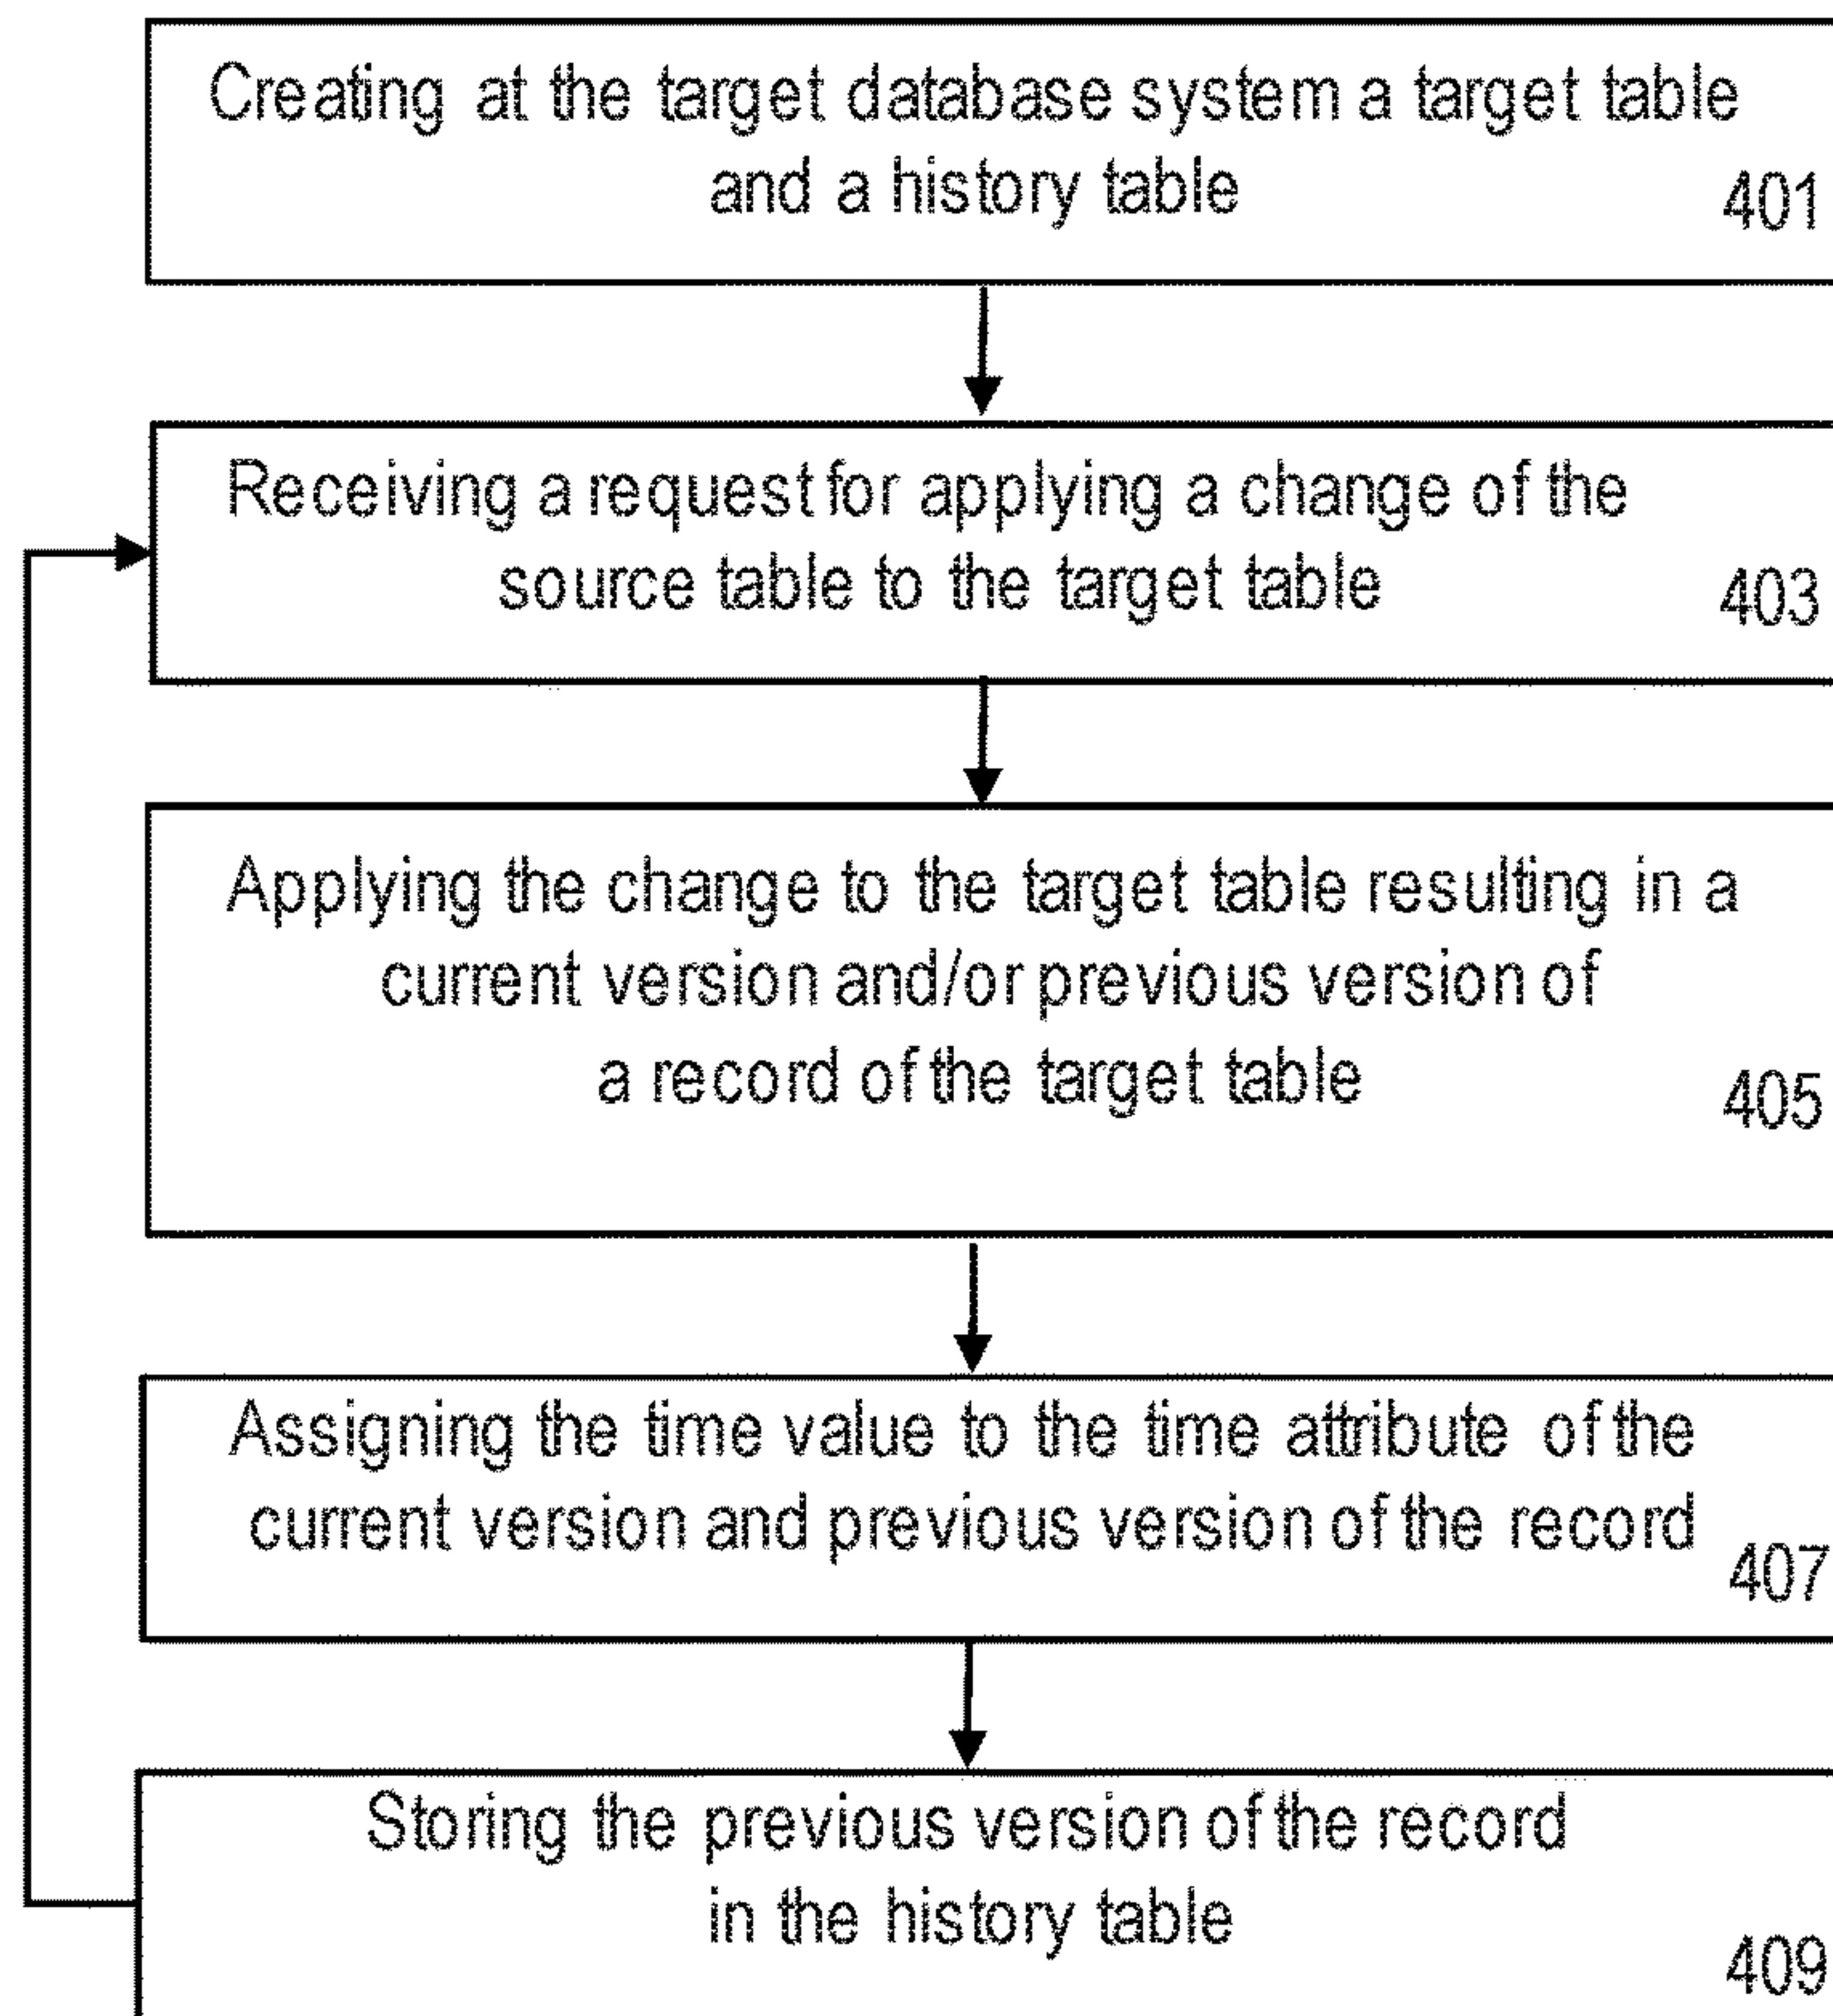 Creating at the target database system a target table
and a history table
401
Receiving a request for applying a change of the
source table to the target table
403
Applying the change to the target table resulting in a
current version and/or previous version of
a record of the target table
405
Assigning the time value to the time attribute of the
current version and previous version of the record
407
Storing the previous version of the record
in the history table
409